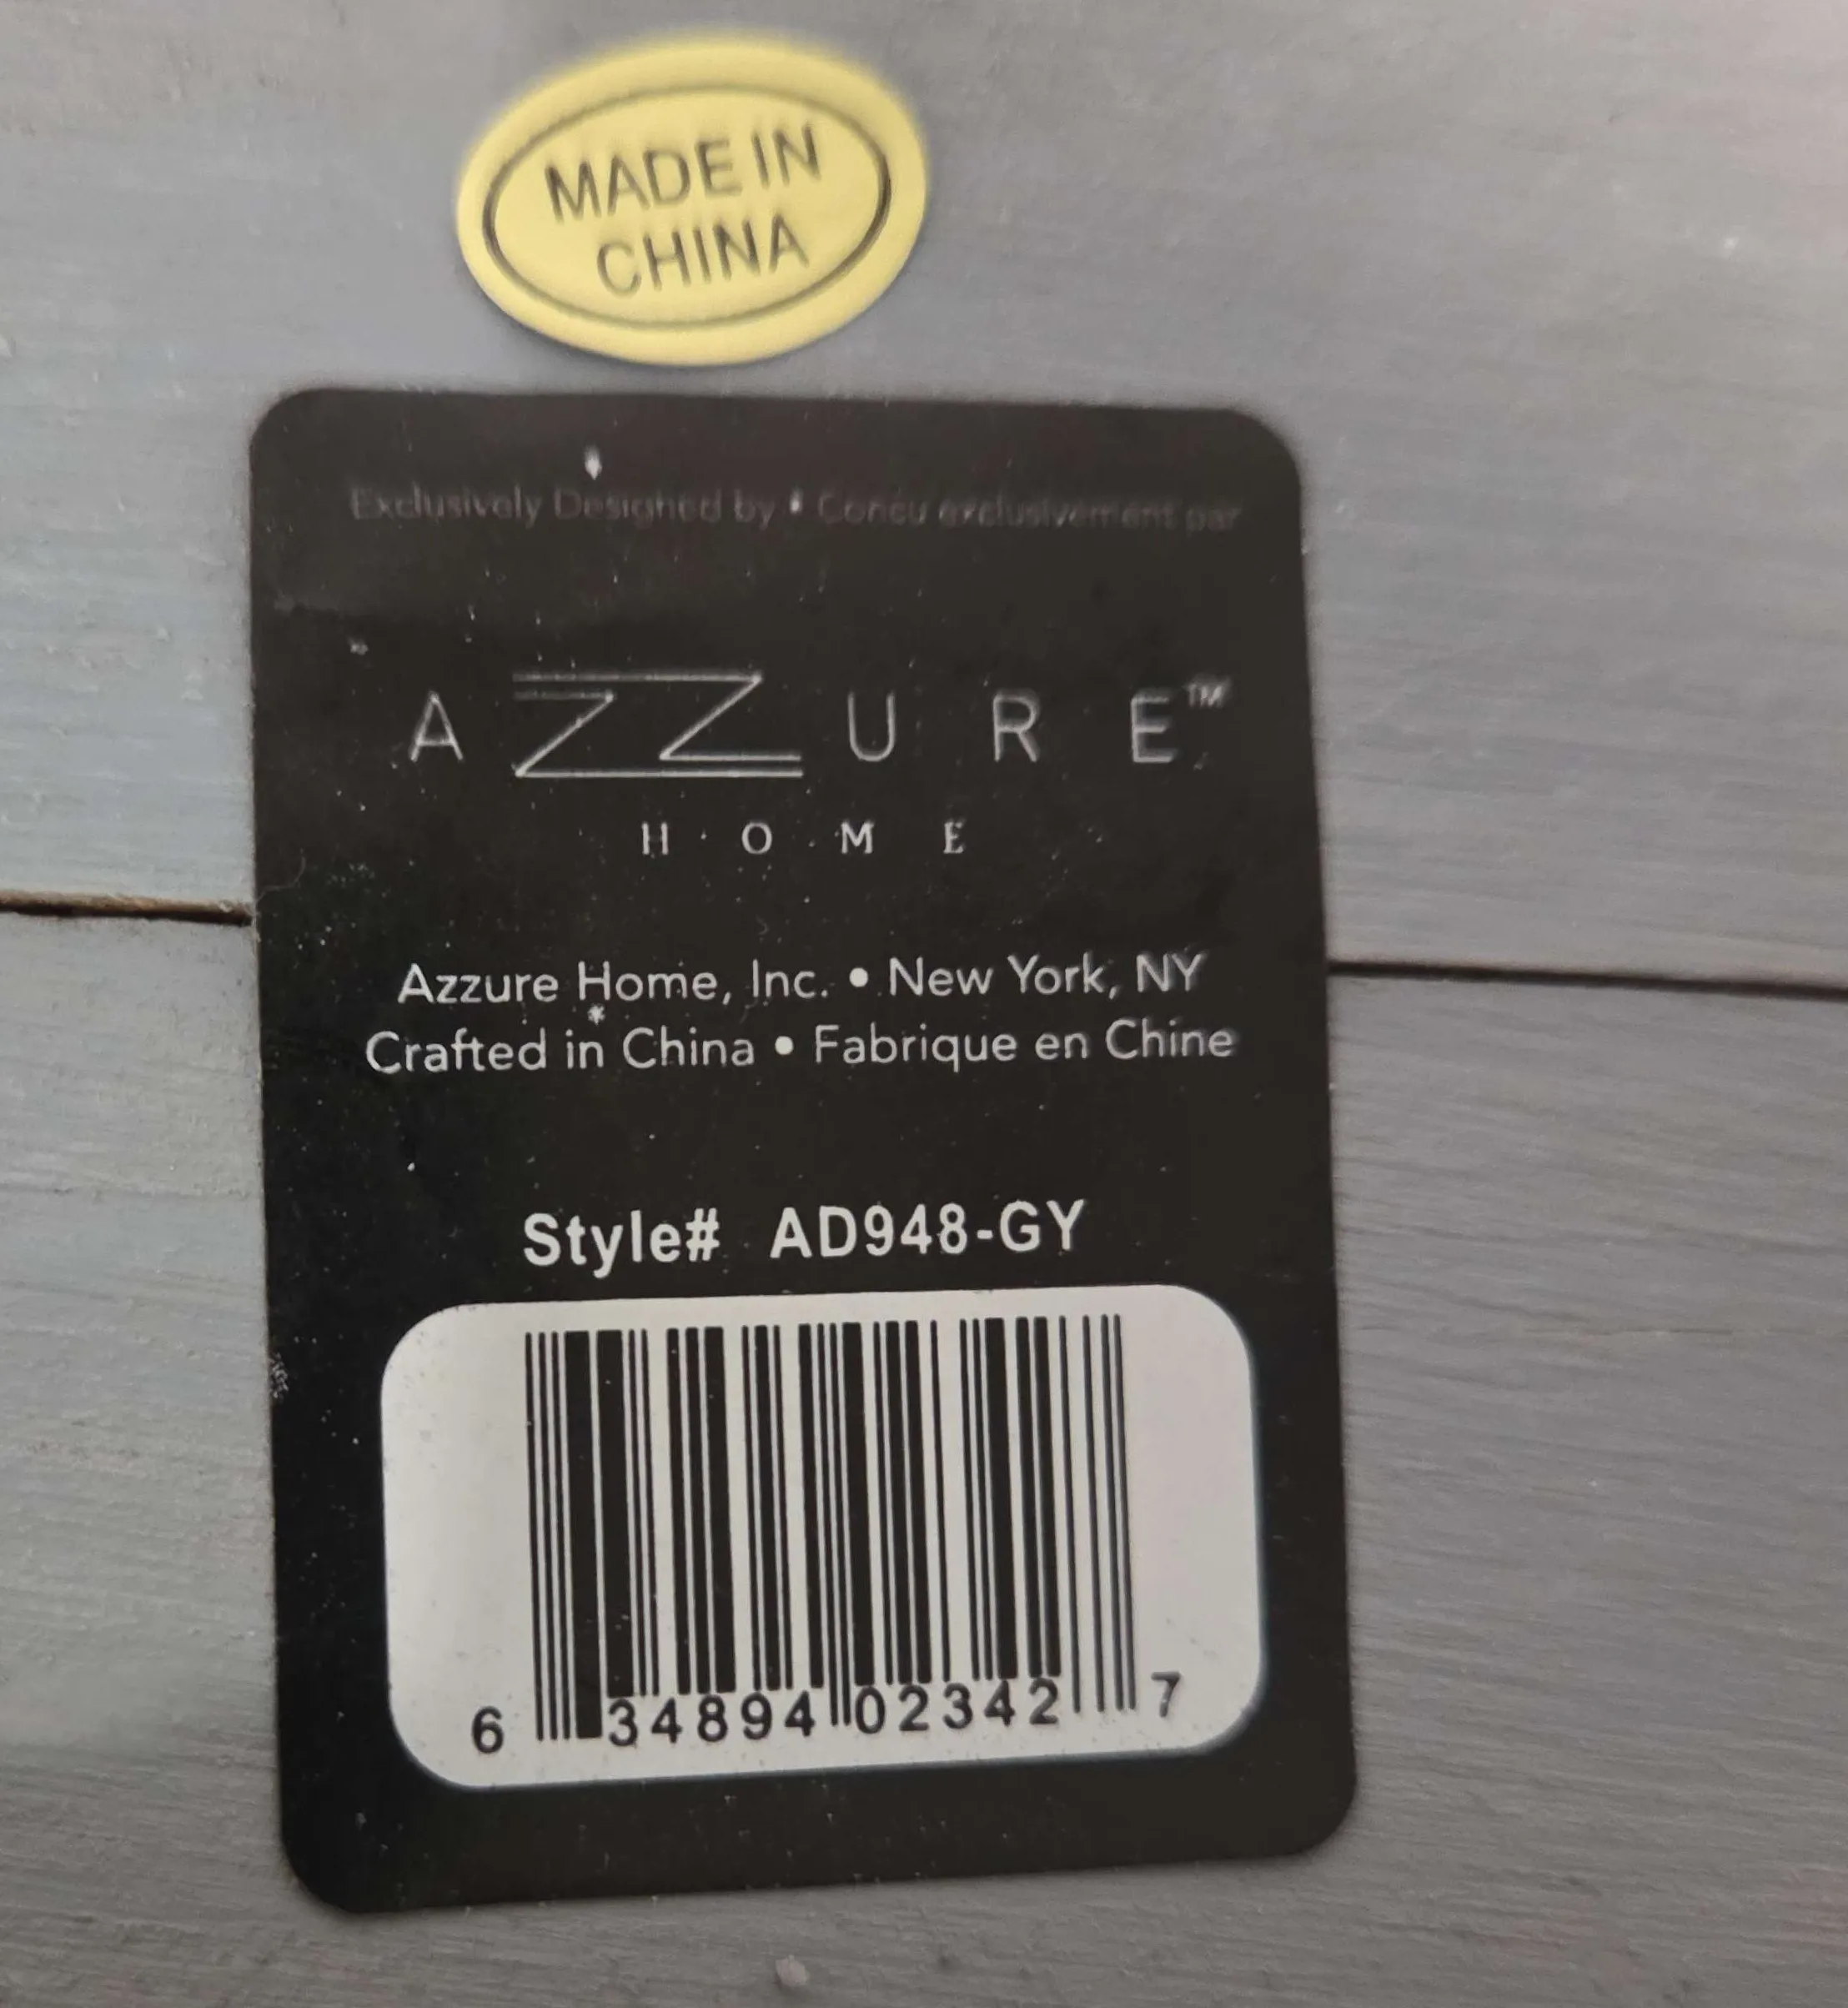 MADE IN
CHINA
Exclusively Designed by • Concu exclusivement par
AZZURE™
HOME
Azzure Home, Inc. • New York, NY
Crafted in China • Fabrique en Chine
Style# AD948-GY
6 34894 02342 7